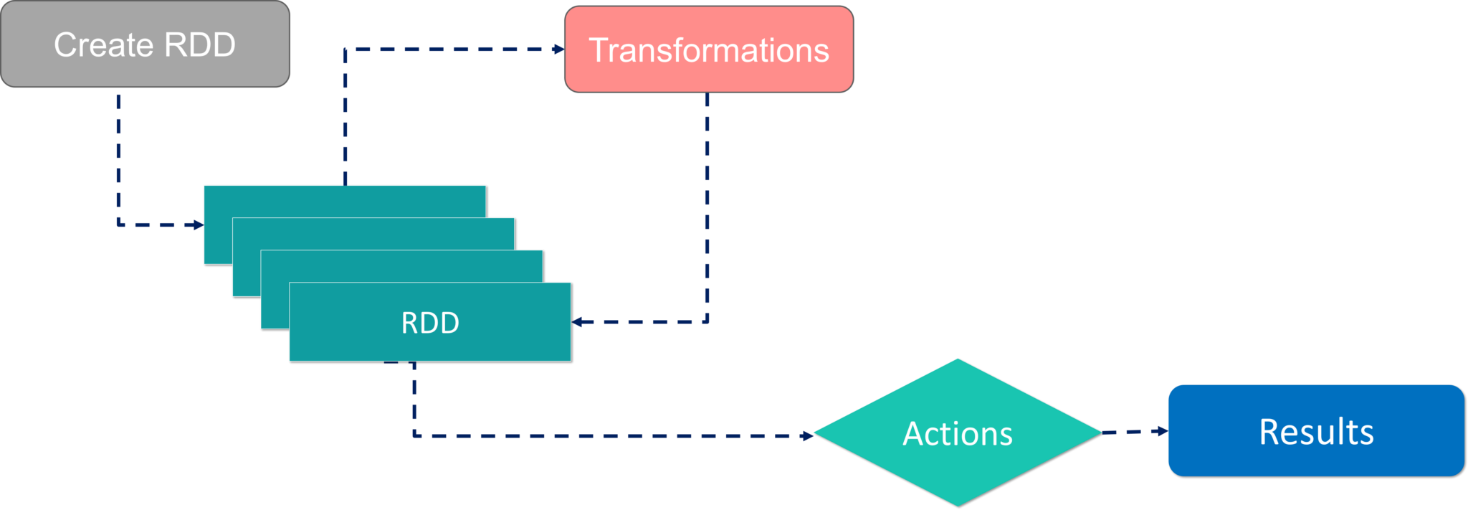 Create RDD
Transformations
RDD
Actions
Results